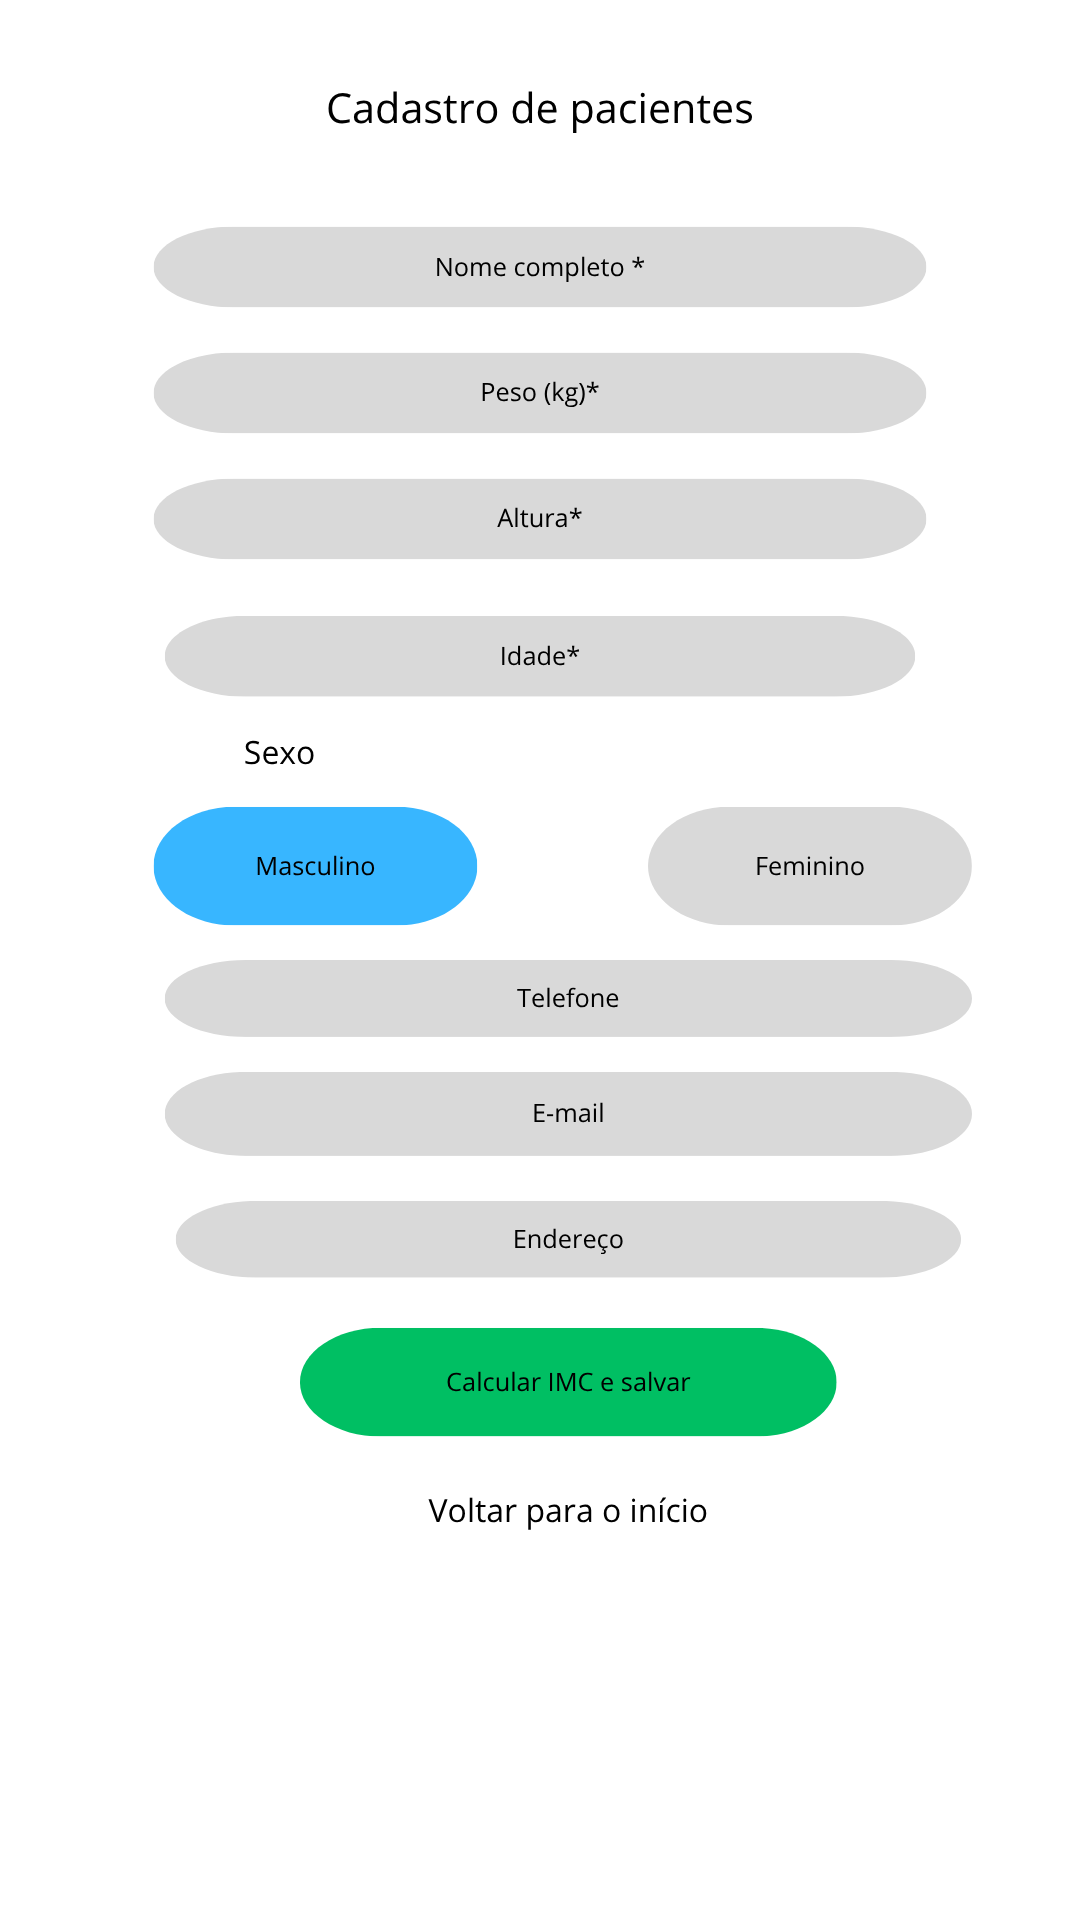 Cadastro de pacientes
Nome completo *
Peso (kg)*
Altura*
Idade*
Sexo
Masculino
Feminino
Telefone
E-mail
Endereço
Calcular IMC e salvar
Voltar para o início